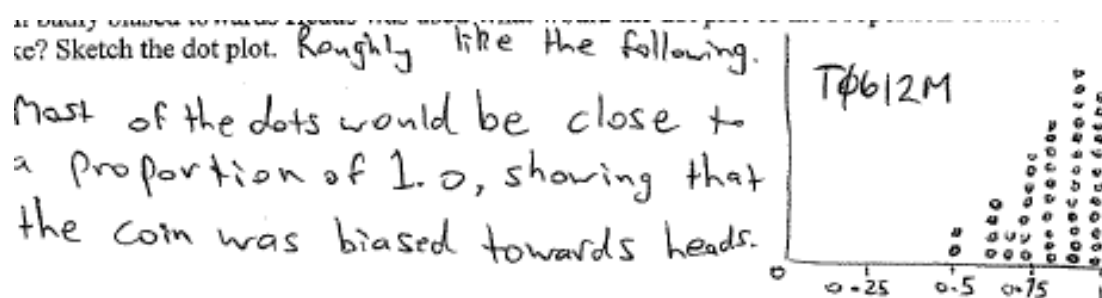 ce? Sketch the dot plot. Roughly like the following.
Most of the dots would be close to
a proportion of 1.0, showing that
the coin was biased towards heads.
TØ612M
0 0.25 0.5 0.75 1